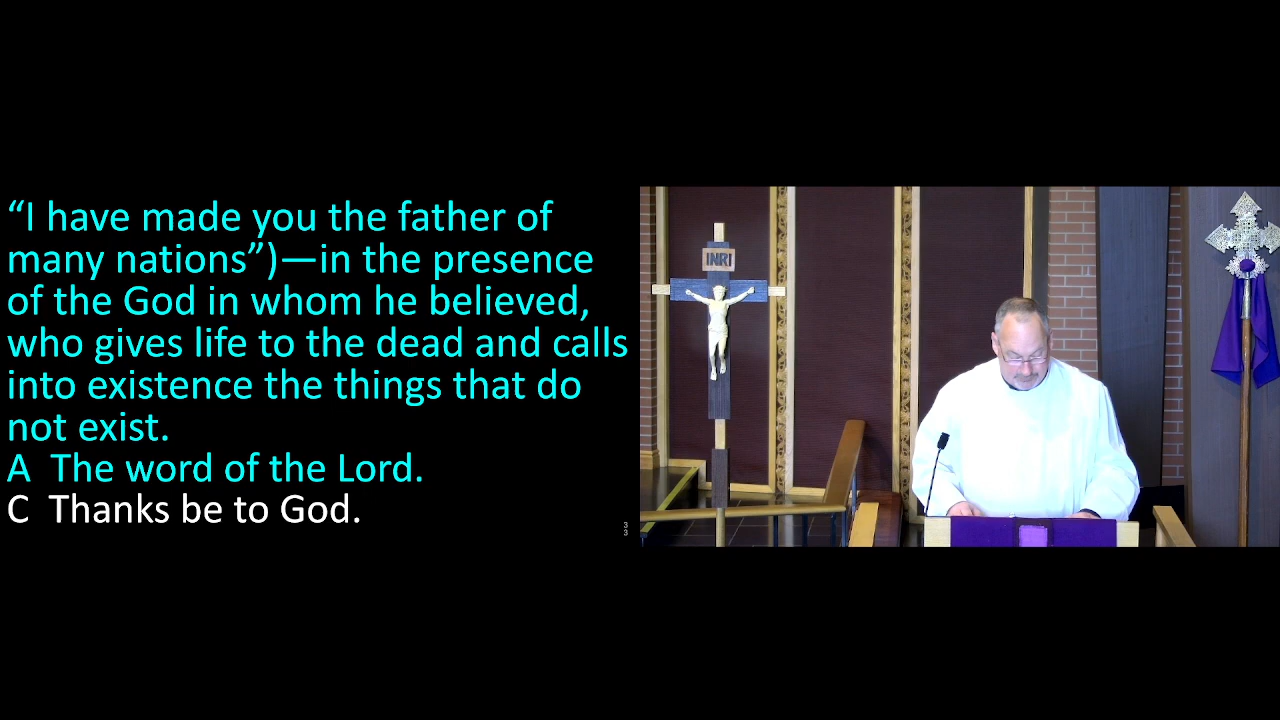 “I have made you the father of
many nations”)—in the presence
of the God in whom he believed,
who gives life to the dead and calls
into existence the things that do
not exist.
A  The word of the Lord.
C  Thanks be to God.
3
3
INRI